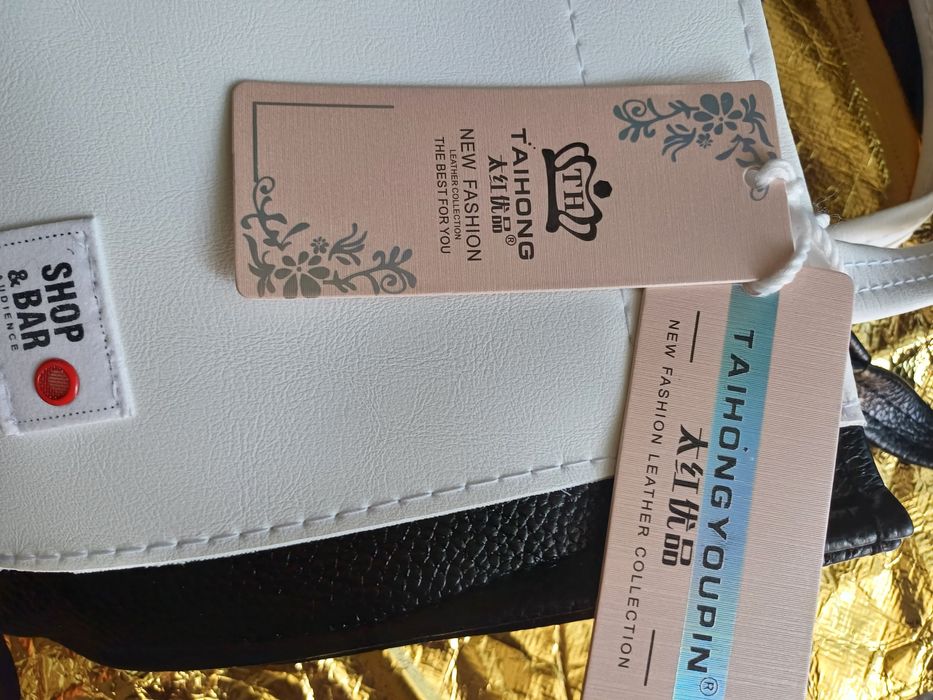 TH
TAIHONG
太红优品®
NEW FASHION
LEATHER COLLECTION
THE BEST FOR YOU
TAIHONGYOUPIN®
太红优品
NEW FASHION LEATHER COLLECTION
SHOP
& BAR
AUDIENCE